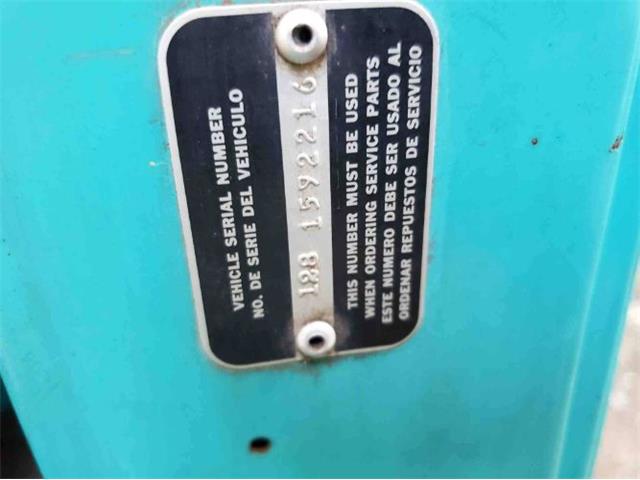 VEHICLE SERIAL NUMBER
NO. DE SERIE DEL VEHICULO
128 1592216
THIS NUMBER MUST BE USED
WHEN ORDERING SERVICE PARTS
ESTE NUMERO DEBE SER USADO AL
ORDENAR REPUESTOS DE SERVICIO